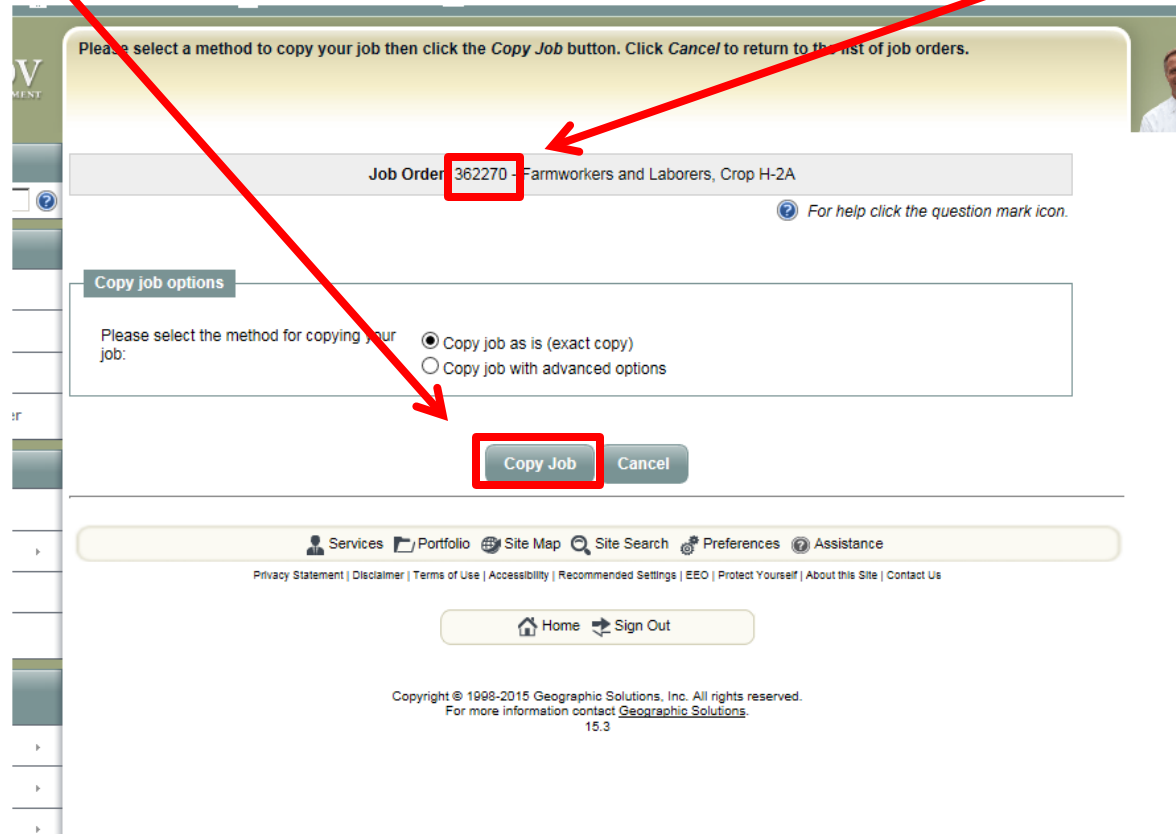 Please select a method to copy your job then click the Copy Job button. Click Cancel to return to the list of job orders.
Job Order 362270 - Farmworkers and Laborers, Crop H-2A
For help click the question mark icon.
Copy job options
Please select the method for copying your
job:
Copy job as is (exact copy)
Copy job with advanced options
Copy Job Cancel
Services Portfolio Site Map Site Search Preferences Assistance
Privacy Statement | Disclaimer | Terms of Use | Accessibility | Recommended Settings | EEO | Protect Yourself | About this Site | Contact Us
Home Sign Out
Copyright © 1998-2015 Geographic Solutions, Inc. All rights reserved.
For more information contact Geographic Solutions.
15.3